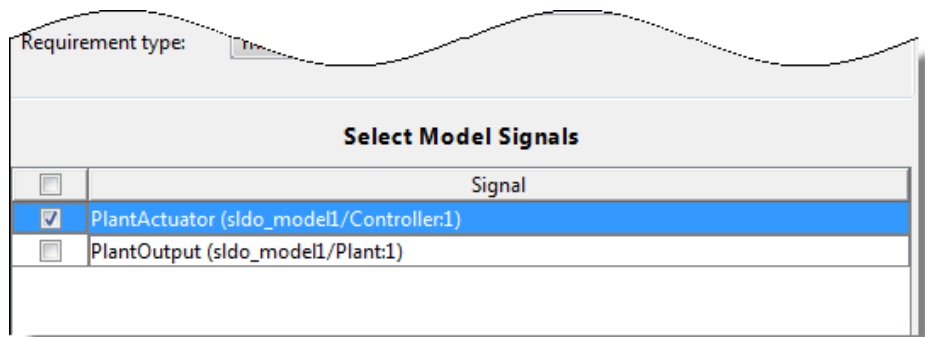 Requirement type:
Select Model Signals
Signal
PlantActuator (sldo_model1/Controller:1)
PlantOutput (sldo_model1/Plant:1)